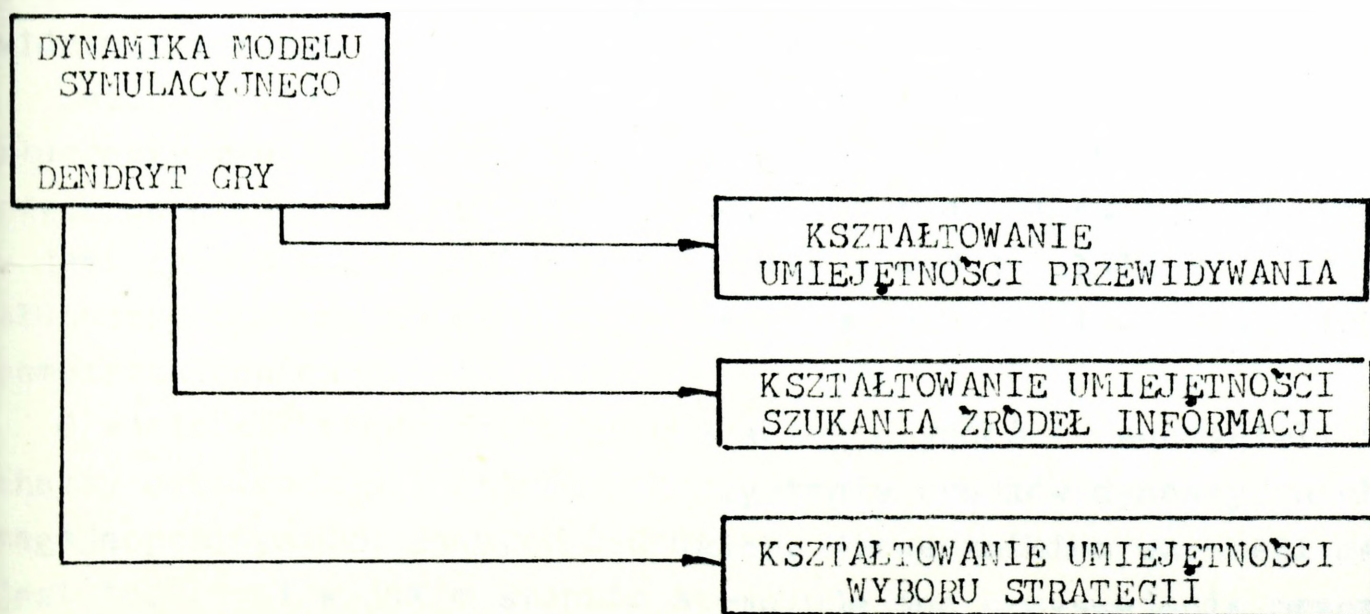 DYNAMIKA MODELU
SYMULACYJNEGO
DENDRYT GRY
KSZTAŁTOWANIE
UMIEJĘTNOŚCI PRZEWIDYWANIA
KSZTAŁTOWANIE UMIEJĘTNOŚCI
SZUKANIA ŹRÓDEŁ INFORMACJI
KSZTAŁTOWANIE UMIEJĘTNOŚCI
WYBORU STRATEGII